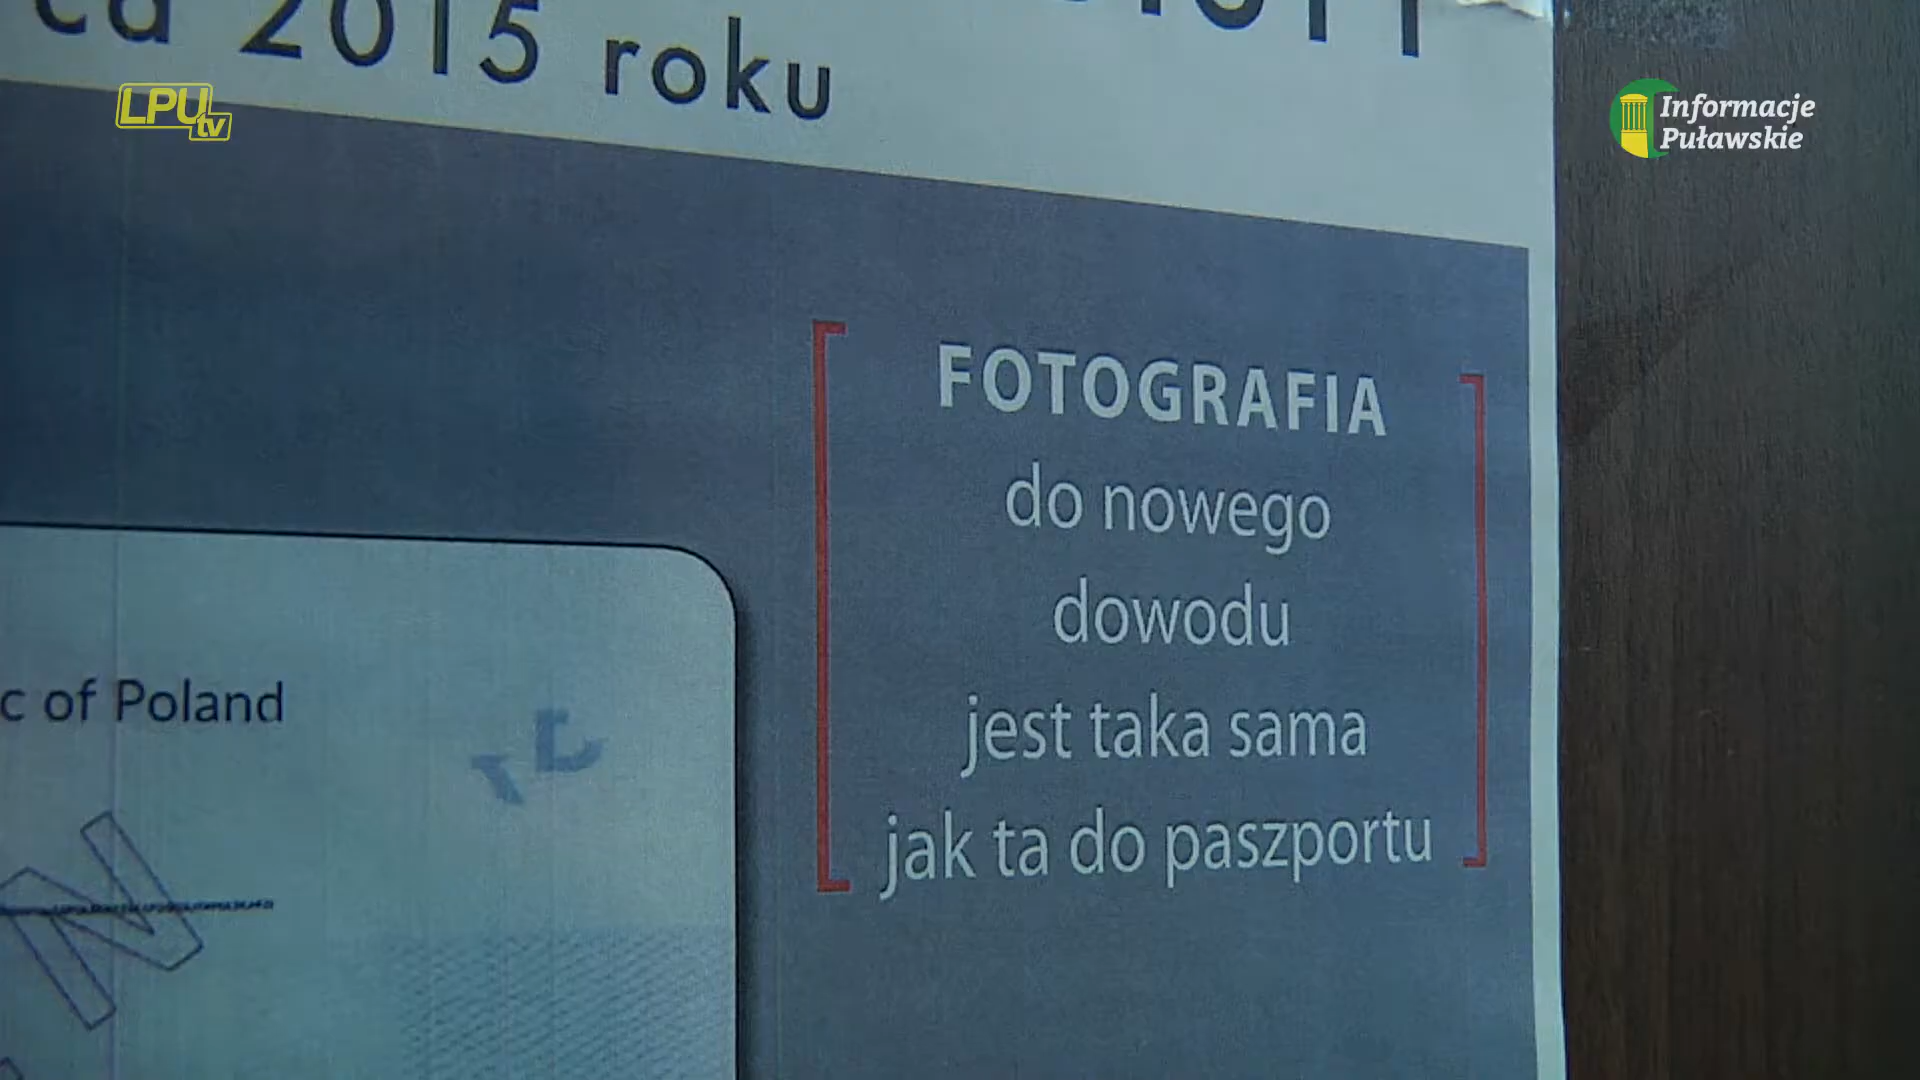 2015 roku
LPU
tv
Informacje
Puławskie
FOTOGRAFIA
do nowego
dowodu
jest taka sama
jak ta do paszportu
of Poland